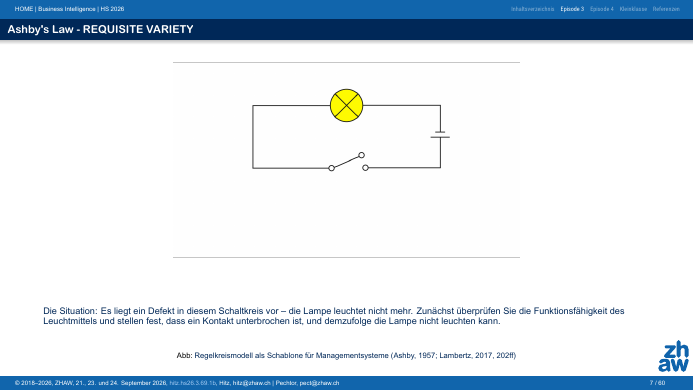 HOME | Business Intelligence | HS 2026
Inhaltsverzeichnis Episode 3 Episode 4 Kleinklause Referenzen
Ashby's Law - REQUISITE VARIETY
Die Situation: Es liegt ein Defekt in diesem Schaltkreis vor – die Lampe leuchtet nicht mehr. Zunächst überprüfen Sie die Funktionsfähigkeit des
Leuchtmittels und stellen fest, dass ein Kontakt unterbrochen ist, und demzufolge die Lampe nicht leuchten kann.
Abb: Regelkreismodell als Schablone für Managementsysteme (Ashby, 1957; Lambertz, 2017, 202ff)
zh
aw
© 2018–2026, ZHAW, 21., 23. und 24. September 2026, hitz.hs26.3.69.1b, Hitz, hitz@zhaw.ch | Pechtor, pect@zhaw.ch
7 / 60